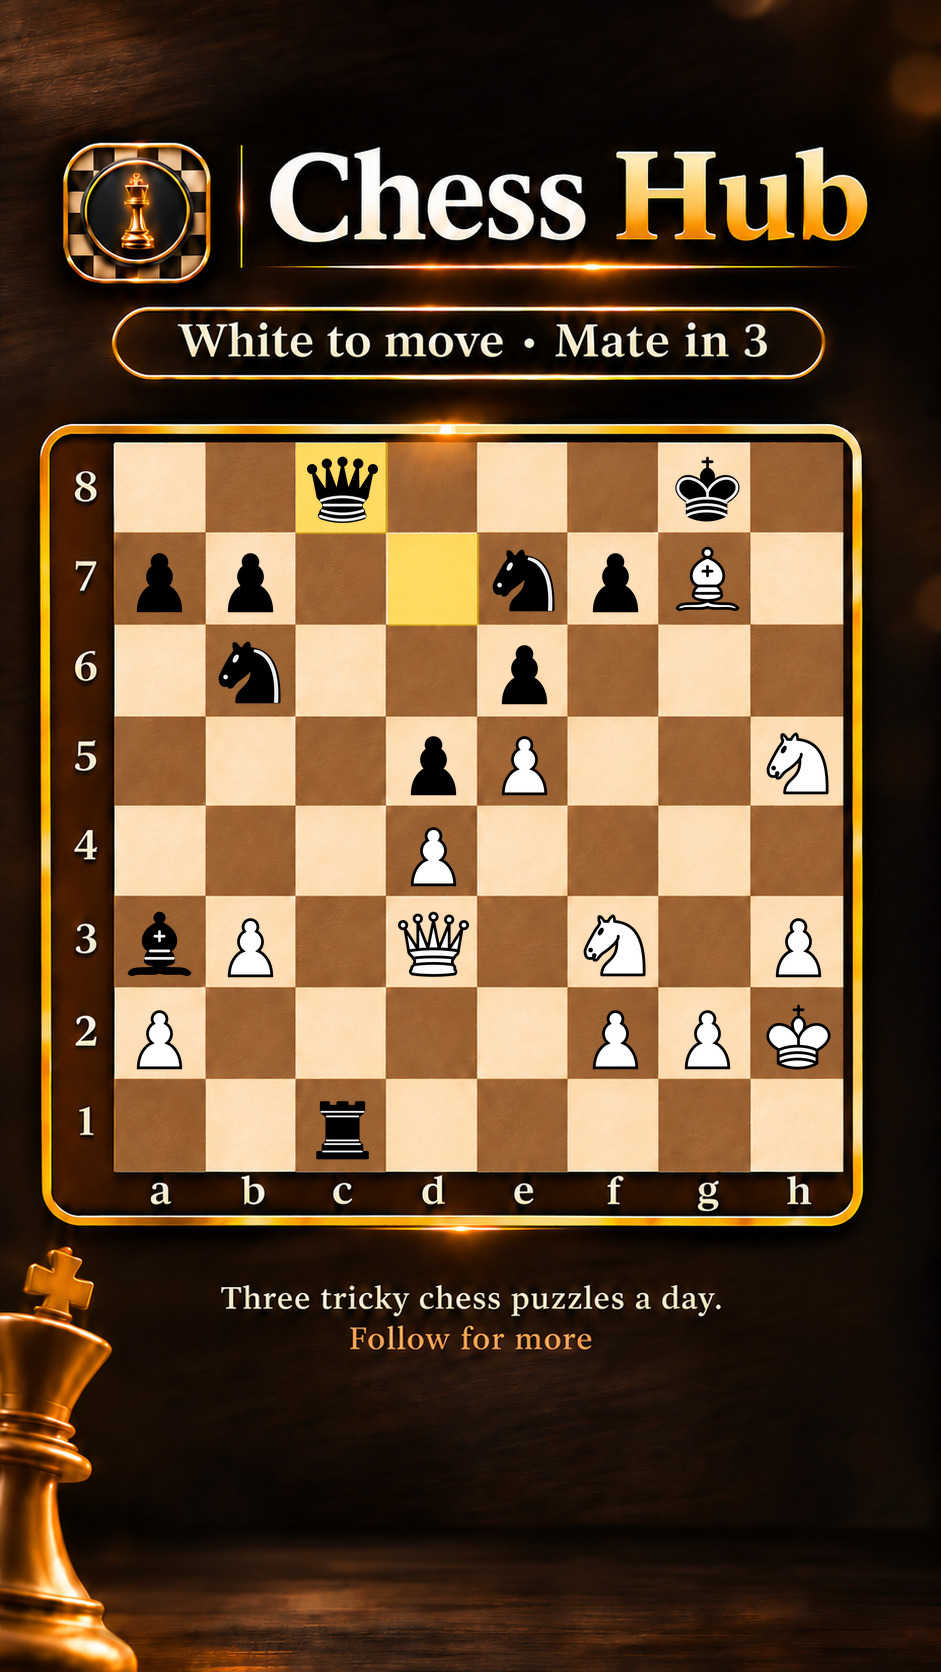 Chess Hub
White to move • Mate in 3
8
7
6
5
4
3
2
1
a b c d e f g h
Three tricky chess puzzles a day.
Follow for more